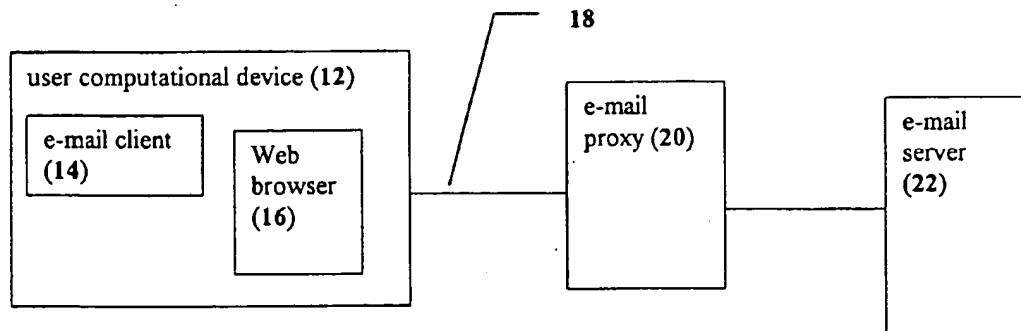 18
user computational device (12)
e-mail client
(14)
Web
browser
(16)
e-mail
proxy (20)
e-mail
server
(22)